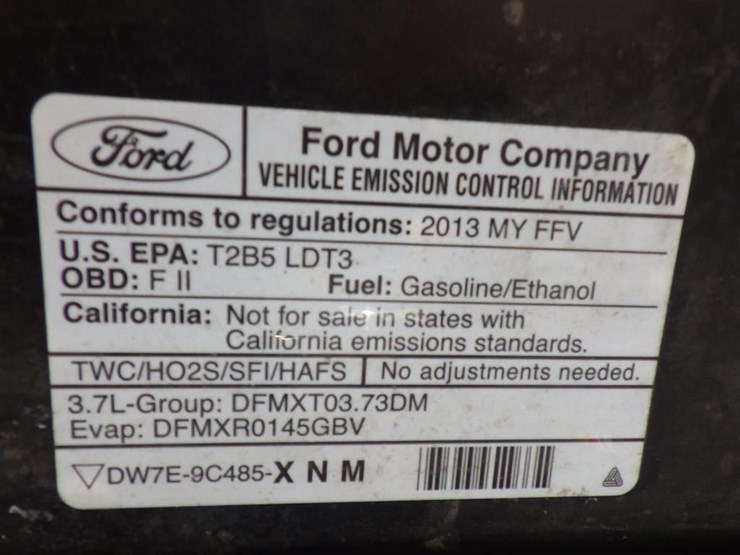 Ford
Ford Motor Company
VEHICLE EMISSION CONTROL INFORMATION
Conforms to regulations: 2013 MY FFV
U.S. EPA: T2B5 LDT3
OBD: F II Fuel: Gasoline/Ethanol
California: Not for sale in states with
California emissions standards.
TWC/HO2S/SFI/HAFS No adjustments needed.
3.7L-Group: DFMXT03.73DM
Evap: DFMXR0145GBV
DW7E-9C485-X N M